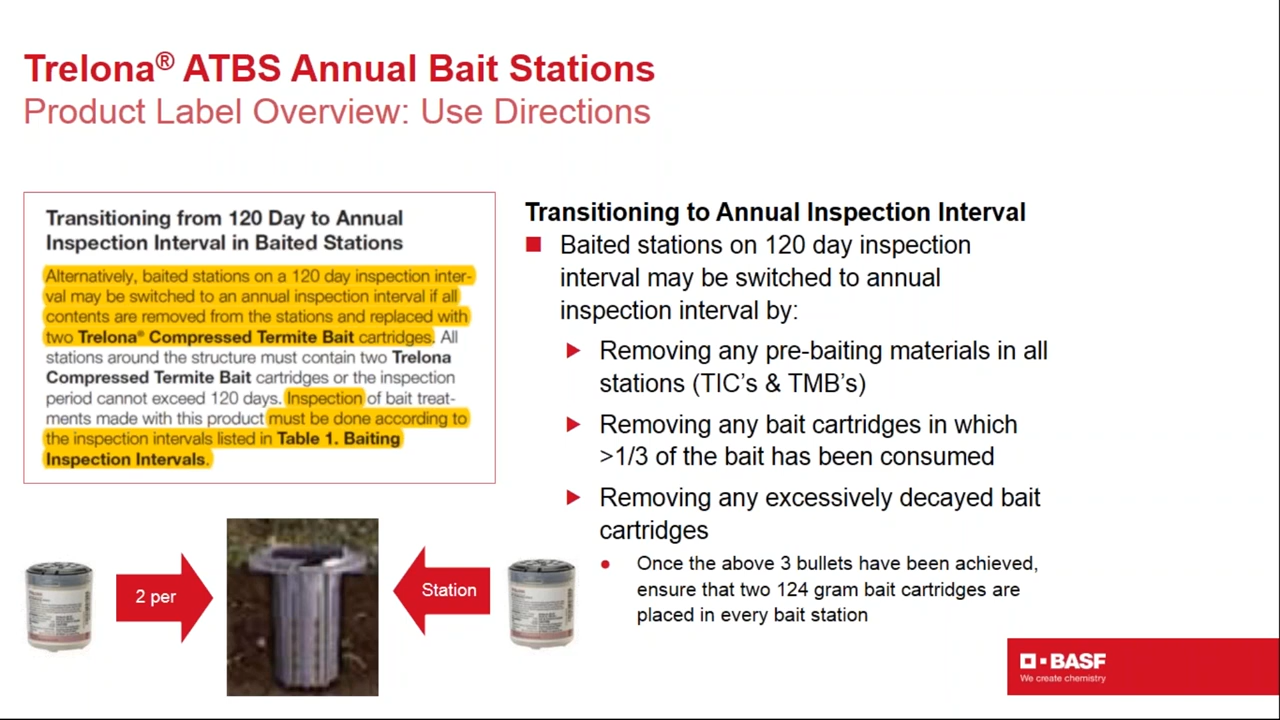 Trelona® ATBS Annual Bait Stations
Product Label Overview: Use Directions
Transitioning from 120 Day to Annual
Inspection Interval in Baited Stations
Alternatively, baited stations on a 120 day inspection inter-
val may be switched to an annual inspection interval if all
contents are removed from the stations and replaced with
two Trelona® Compressed Termite Bait cartridges. All
stations around the structure must contain two Trelona
Compressed Termite Bait cartridges or the inspection
period cannot exceed 120 days. Inspection of bait treat-
ments made with this product must be done according to
the inspection intervals listed in Table 1. Baiting
Inspection Intervals.
Transitioning to Annual Inspection Interval
Baited stations on 120 day inspection
interval may be switched to annual
inspection interval by:
Removing any pre-baiting materials in all
stations (TIC's & TMB's)
Removing any bait cartridges in which
>1/3 of the bait has been consumed
Removing any excessively decayed bait
cartridges
Once the above 3 bullets have been achieved,
ensure that two 124 gram bait cartridges are
placed in every bait station
2 per
Station
BASF
We create chemistry